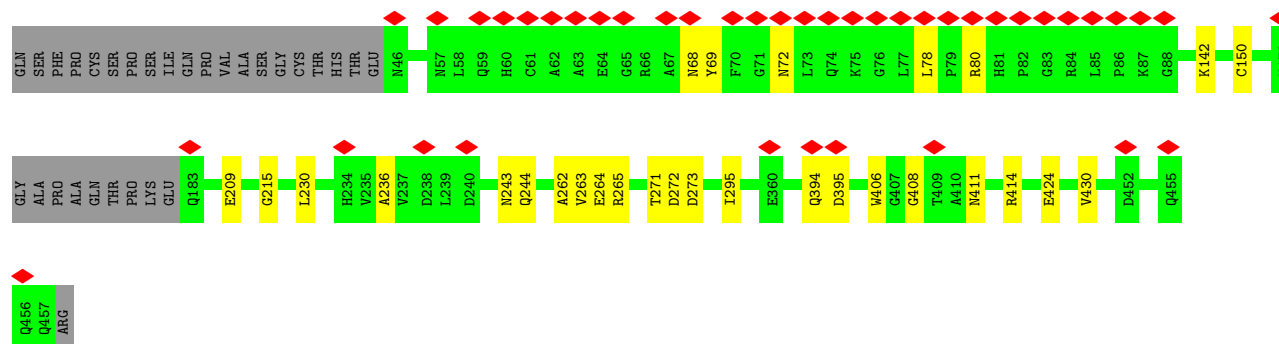 GLN SER PHE PRO CYS SER PRO SER ILE GLN PRO VAL ALA SER GLY CYS THR HIS THR GLU N46 N57 L58 Q59 H60 C61 A62 A63 E64 G65 R66 A67 N68 Y69 F70 G71 N72 L73 Q74 K75 G76 L77 L78 P79 R80 H81 P82 G83 R84 L85 P86 K87 G88 K142 C150
GLY ALA PRO ALA GLN THR PRO LYS GLU Q183 E209 G215 L230 H234 V235 A236 V237 D238 L239 D240 N243 Q244 A262 V263 E264 R265 T271 D272 D273 I295 E360 Q394 D395 W406 G407 G408 T409 A410 N411 R414 E424 V430 D452 Q455
Q456 Q457 ARG